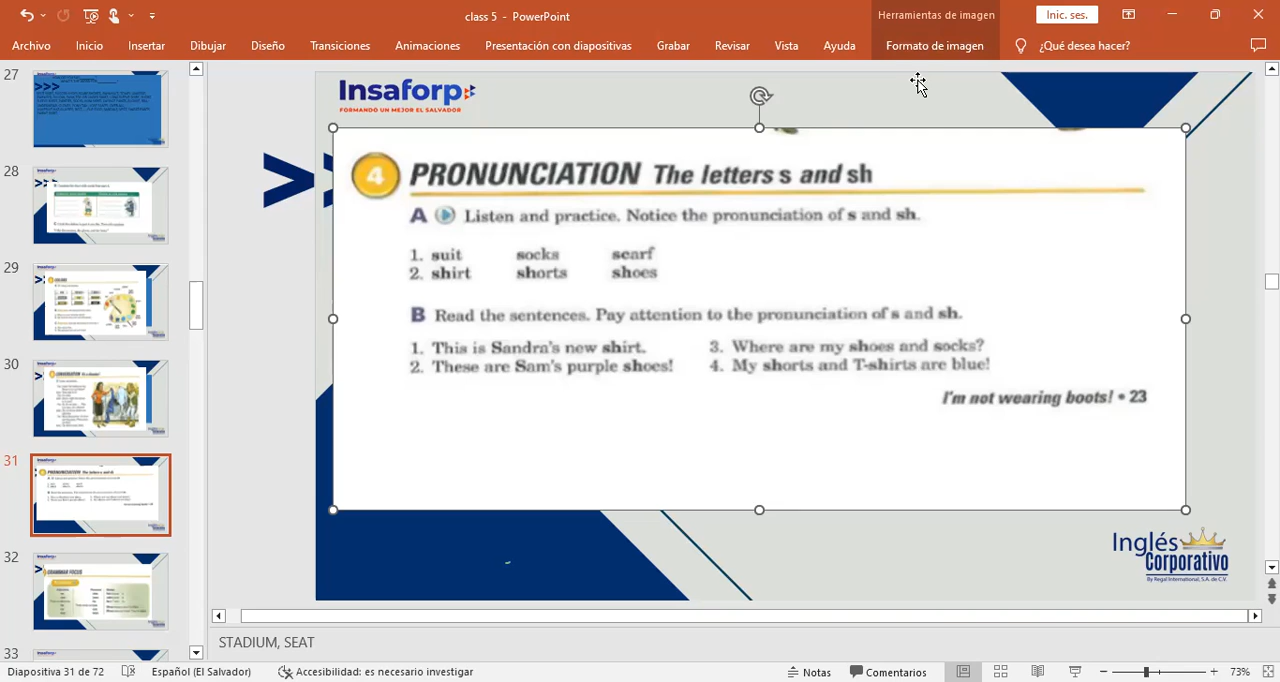 class 5 - PowerPoint
Herramientas de imagen
Inic. ses.
Archivo Inicio Insertar Dibujar Diseño Transiciones Animaciones Presentación con diapositivas Grabar Revisar Vista Ayuda Formato de imagen ¿Qué desea hacer?
27
28
29
30
31
32
33
Insaforp
FORMANDO UN MEJOR EL SALVADOR
4 PRONUNCIATION The letters s and sh
A Listen and practice. Notice the pronunciation of s and sh.
1. suit socks scarf
2. shirt shorts shoes
B Read the sentences. Pay attention to the pronunciation of s and sh.
1. This is Sandra's new shirt. 3. Where are my shoes and socks?
2. These are Sam's purple shoes! 4. My shorts and T-shirts are blue!
I'm not wearing boots! • 23
Inglés
Corporativo
By Regal International, S.A. de C.V.
STADIUM, SEAT
Diapositiva 31 de 72 Español (El Salvador) Accesibilidad: es necesario investigar Notas Comentarios 73%